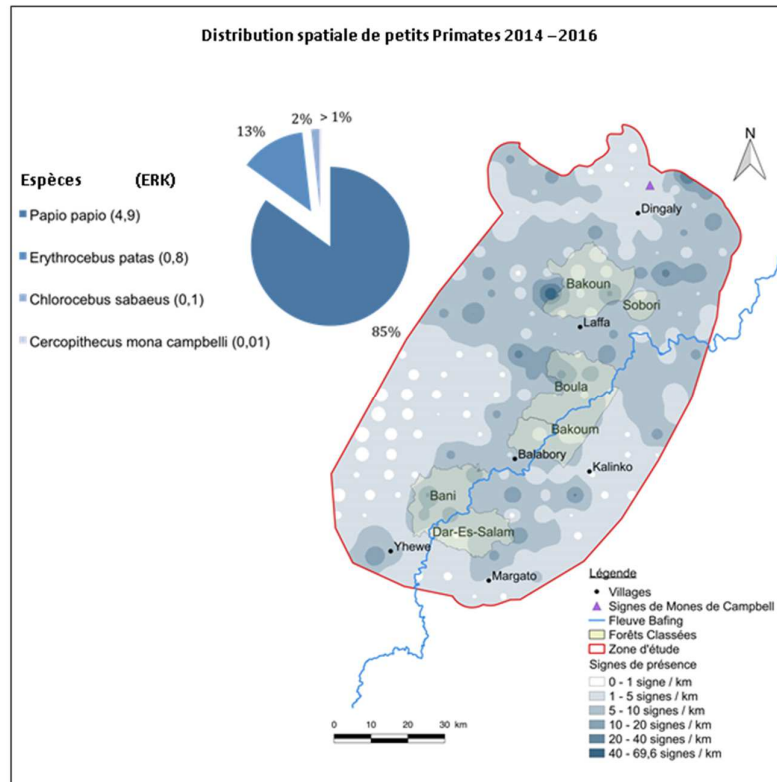 Distribution spatiale de petits Primates 2014 –2016
13%
2%
> 1%
85%
Espèces (ERK)
Papio papio (4,9)
Erythrocebus patas (0,8)
Chlorocebus sabaeus (0,1)
Cercopithecus mona campbelli (0,01)
N
Dingaly
Bakoun
Sobori
Laffa
Boula
Bakoum
Balabory
Kalinko
Bani
Dar-Es-Salam
Yhewe
Margato
Légende
Villages
Signes de Mones de Campbell
Fleuve Bafing
Forêts Classées
Zone d'étude
Signes de présence
0 - 1 signe / km
1 - 5 signes / km
5 - 10 signes / km
10 - 20 signes / km
20 - 40 signes / km
40 - 69,6 signes / km
0 10 20 30 km